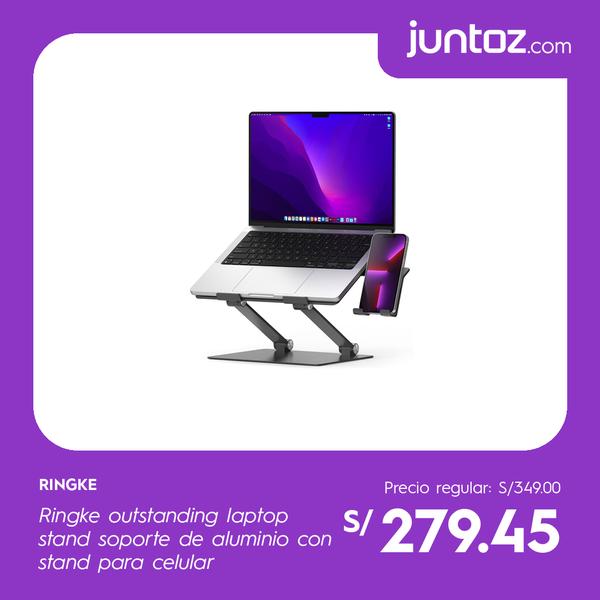 juntoz.com
RINGKE
Ringke outstanding laptop
stand soporte de aluminio con
stand para celular
Precio regular: S/349.00
S/ 279.45